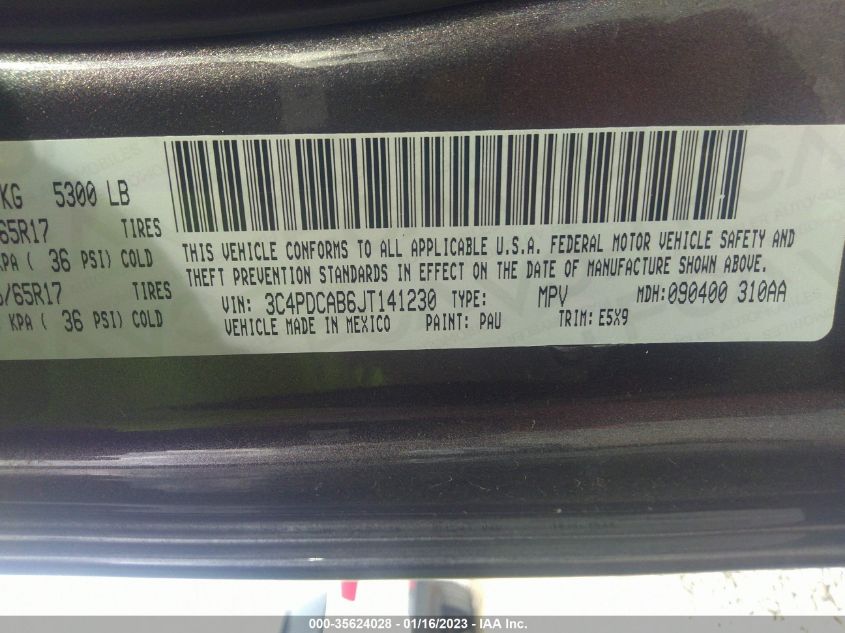 KG 5300 LB
65R17 TIRES
KPA ( 36 PSI) COLD
/65R17 TIRES
KPA ( 36 PSI) COLD
THIS VEHICLE CONFORMS TO ALL APPLICABLE U.S.A. FEDERAL MOTOR VEHICLE SAFETY AND
THEFT PREVENTION STANDARDS IN EFFECT ON THE DATE OF MANUFACTURE SHOWN ABOVE.
VIN: 3C4PDCAB6JT141230 TYPE: MPV MDH:090400 310AA
VEHICLE MADE IN MEXICO PAINT: PAU TRIM: E5X9
000-35624028 - 01/16/2023 - IAA Inc.